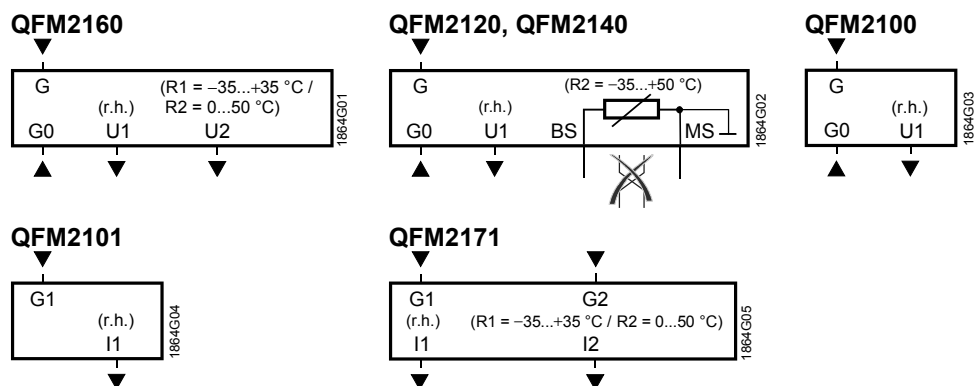 QFM2160
G
(R1 = –35...+35 °C /
(r.h.) R2 = 0...50 °C)
G0 U1 U2
1864G01
QFM2120, QFM2140
G
(R2 = –35...+50 °C)
(r.h.)
G0 U1 BS MS
1864G02
QFM2100
G
(r.h.)
G0 U1
1864G03
QFM2101
G1
(r.h.)
I1
1864G04
QFM2171
G1 G2
(r.h.) (R1 = –35...+35 °C / R2 = 0...50 °C)
I1 I2
1864G05